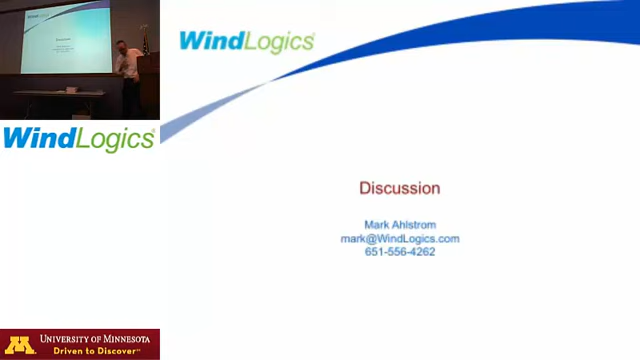 WindLogics
Discussion
Mark Ahlstrom
mark@WindLogics.com
651-556-4262
WindLogics
UNIVERSITY OF MINNESOTA
Driven to Discover